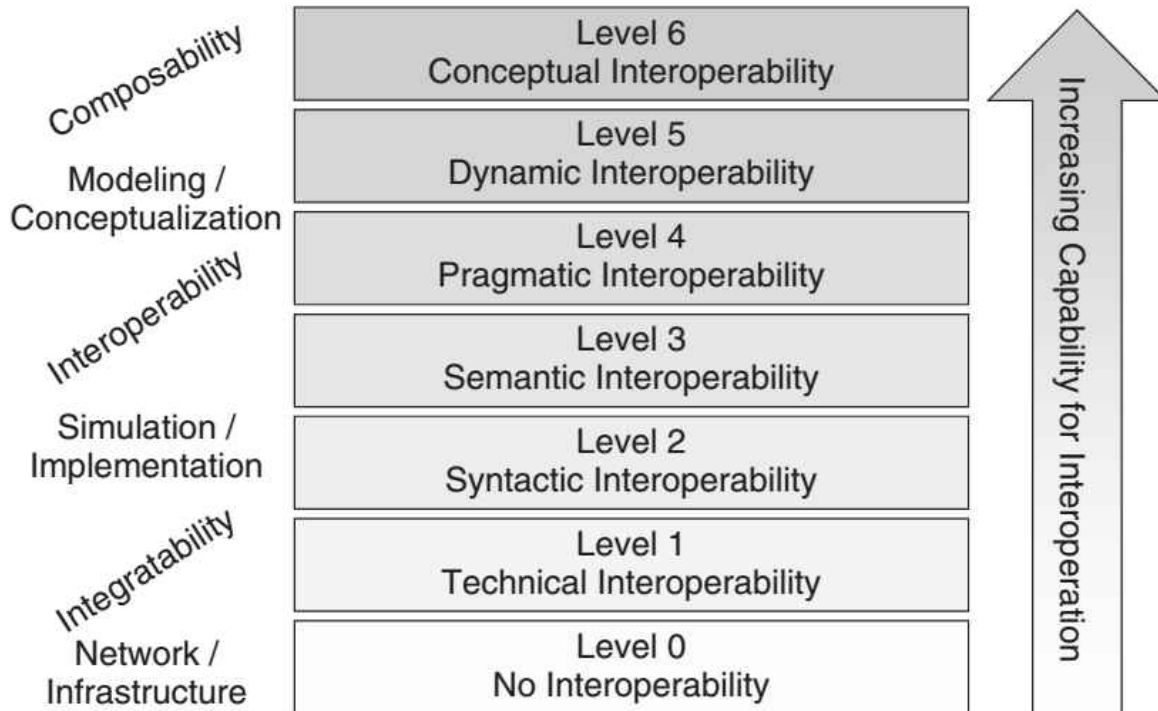 Composability
Modeling /
Conceptualization
Interoperability
Simulation /
Implementation
Integratability
Network /
Infrastructure
Level 6
Conceptual Interoperability
Level 5
Dynamic Interoperability
Level 4
Pragmatic Interoperability
Level 3
Semantic Interoperability
Level 2
Syntactic Interoperability
Level 1
Technical Interoperability
Level 0
No Interoperability
Increasing Capability for Interoperation